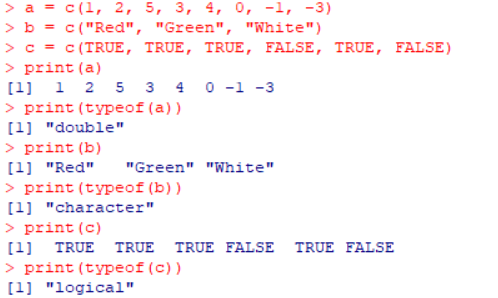 > a = c(1, 2, 5, 3, 4, 0, -1, -3)
> b = c("Red", "Green", "White")
> c = c(TRUE, TRUE, TRUE, FALSE, TRUE, FALSE)
> print(a)
[1]  1  2  5  3  4  0 -1 -3
> print(typeof(a))
[1] "double"
> print(b)
[1] "Red"   "Green" "White"
> print(typeof(b))
[1] "character"
> print(c)
[1]  TRUE  TRUE  TRUE FALSE  TRUE FALSE
> print(typeof(c))
[1] "logical"